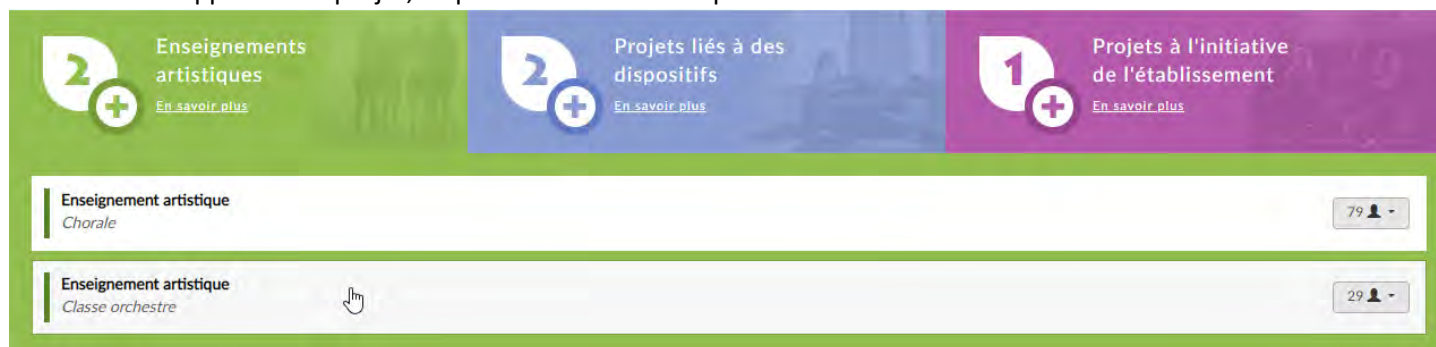 2
Enseignements
artistiques
En savoir plus
2
Projets liés à des
dispositifs
En savoir plus
1
Projets à l'initiative
de l'établissement
En savoir plus
Enseignement artistique
Chorale
79
Enseignement artistique
Classe orchestre
29